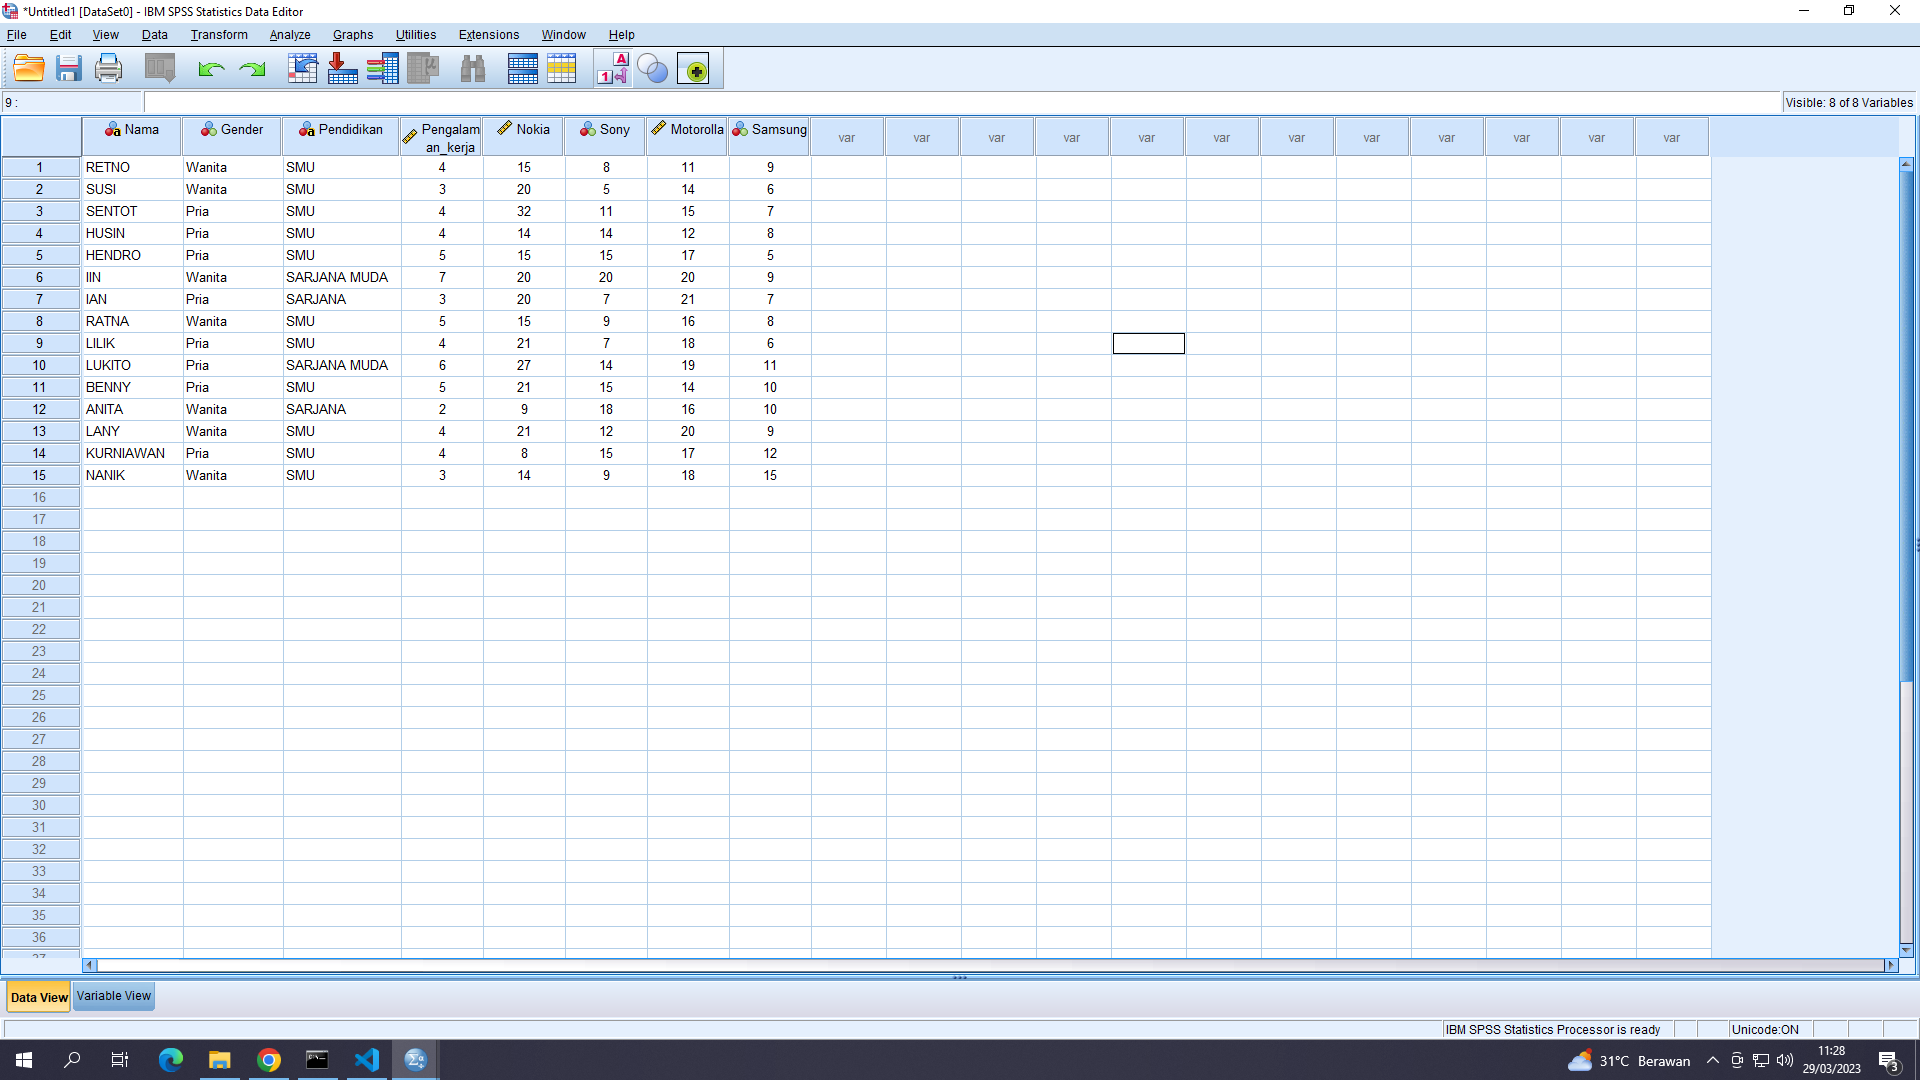 *Untitled1 [DataSet0] - IBM SPSS Statistics Data Editor
File Edit View Data Transform Analyze Graphs Utilities Extensions Window Help
9 :
Visible: 8 of 8 Variables
Nama Gender Pendidikan Pengalam an_kerja Nokia Sony Motorolla Samsung var var var var var var var var var var var var
1 RETNO Wanita SMU 4 15 8 11 9
2 SUSI Wanita SMU 3 20 5 14 6
3 SENTOT Pria SMU 4 32 11 15 7
4 HUSIN Pria SMU 4 14 14 12 8
5 HENDRO Pria SMU 5 15 15 17 5
6 IIN Wanita SARJANA MUDA 7 20 20 20 9
7 IAN Pria SARJANA 3 20 7 21 7
8 RATNA Wanita SMU 5 15 9 16 8
9 LILIK Pria SMU 4 21 7 18 6
10 LUKITO Pria SARJANA MUDA 6 27 14 19 11
11 BENNY Pria SMU 5 21 15 14 10
12 ANITA Wanita SARJANA 2 9 18 16 10
13 LANY Wanita SMU 4 21 12 20 9
14 KURNIAWAN Pria SMU 4 8 15 17 12
15 NANIK Wanita SMU 3 14 9 18 15
16
17
18
19
20
21
22
23
24
25
26
27
28
29
30
31
32
33
34
35
36
37
Data View Variable View
IBM SPSS Statistics Processor is ready Unicode:ON
31°C Berawan
11:28
29/03/2023
3